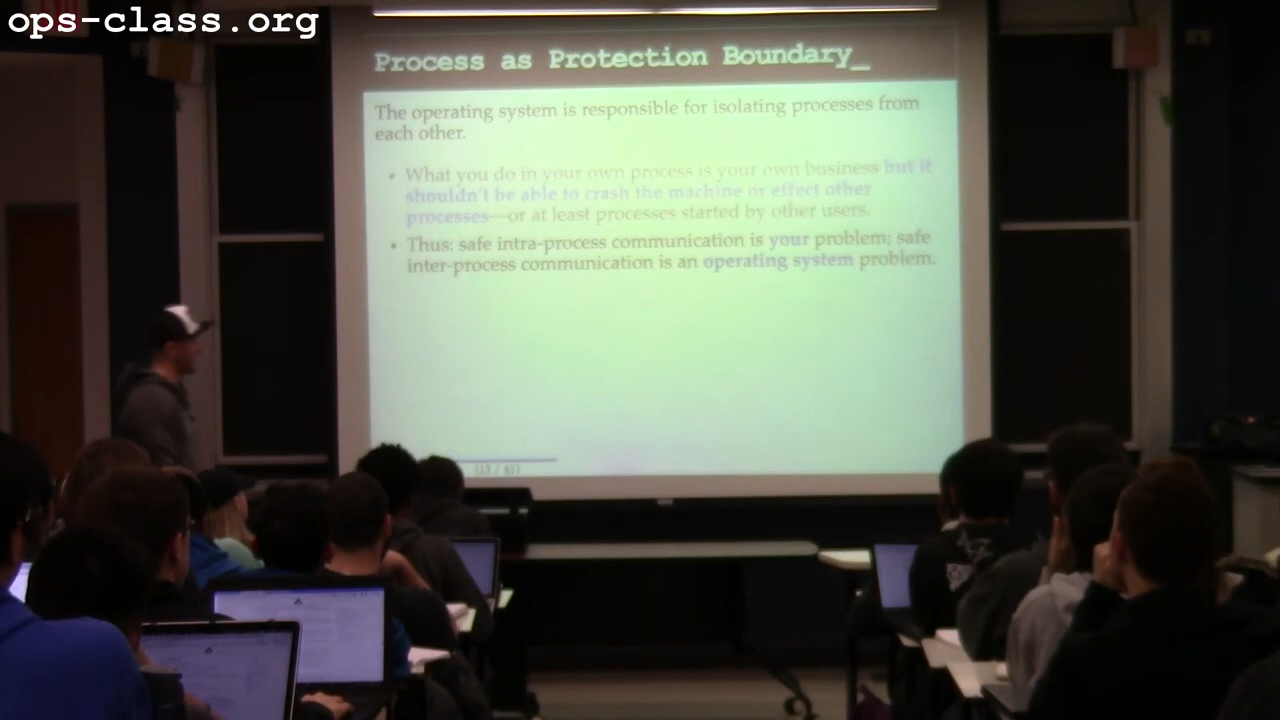 ops-class.org
Process as Protection Boundary_
The operating system is responsible for isolating processes from
each other.
• What you do in your own process is your own business but it
shouldn't be able to crash the machine or effect other
processes—or at least processes started by other users.
• Thus: safe intra-process communication is your problem; safe
inter-process communication is an operating system problem.